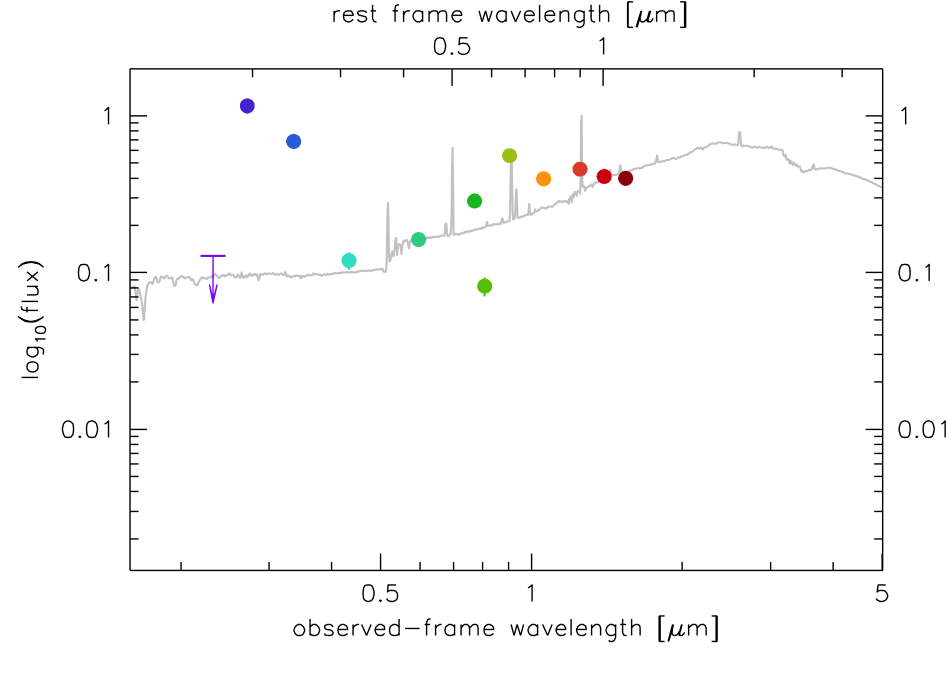 rest frame wavelength [μm]
0.5 1
1 1
0.1 0.1
log10(flux)
0.01 0.01
0.5 1 5
observed-frame wavelength [μm]